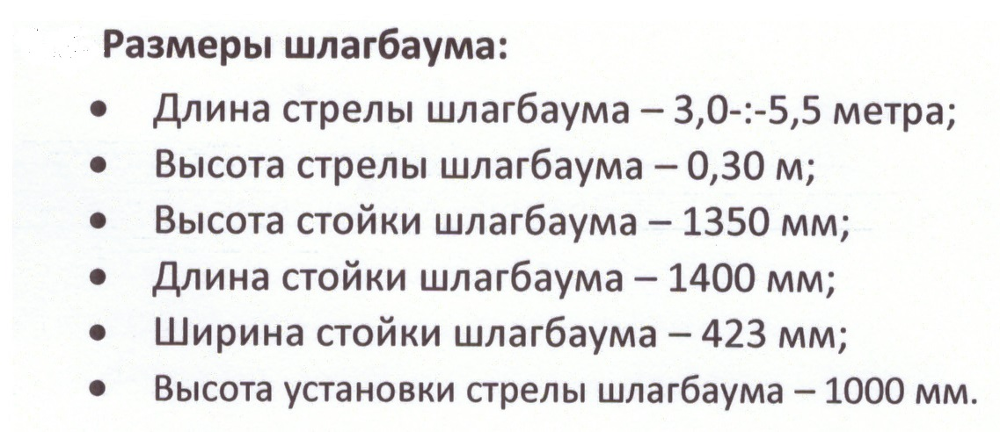 Размеры шлагбаума:
• Длина стрелы шлагбаума – 3,0-:-5,5 метра;
• Высота стрелы шлагбаума – 0,30 м;
• Высота стойки шлагбаума – 1350 мм;
• Длина стойки шлагбаума – 1400 мм;
• Ширина стойки шлагбаума – 423 мм;
• Высота установки стрелы шлагбаума – 1000 мм.